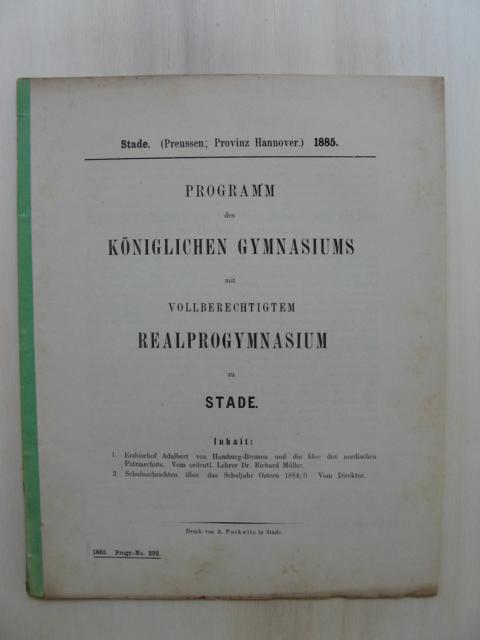 Stade. (Preussen; Provinz Hannover.) 1885.
PROGRAMM
des
KÖNIGLICHEN GYMNASIUMS
mit
VOLLBERECHTIGTEM
REALPROGYMNASIUM
zu
STADE.
Inhalt:
1. Erzbischof Adalbert von Hamburg-Bremen und die Idee des nordischen
Patriarchats. Vom ordentl. Lehrer Dr. Richard Müller.
2. Schulnachrichten über das Schuljahr Ostern 1884/5. Vom Direktor.
Druck von A. Pockwitz in Stade.
1885. Progr.-No. 292.